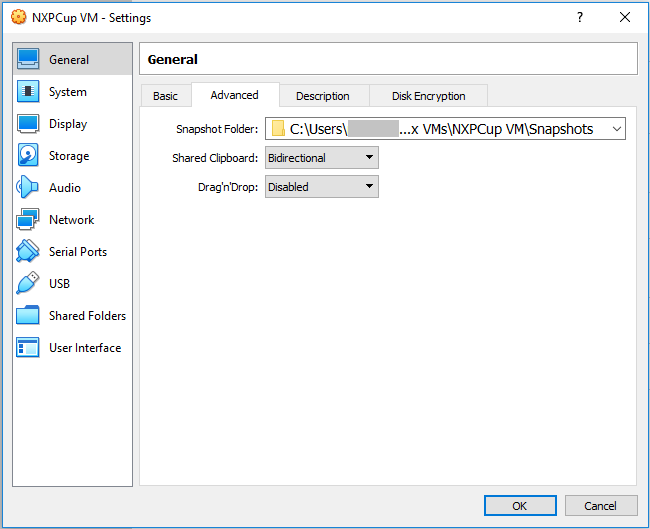 NXPCup VM - Settings
General
System
Display
Storage
Audio
Network
Serial Ports
USB
Shared Folders
User Interface
General
Basic Advanced Description Disk Encryption
Snapshot Folder: C:\Users\ ...x VMs\NXPCup VM\Snapshots
Shared Clipboard: Bidirectional
Drag'n'Drop: Disabled
OK Cancel